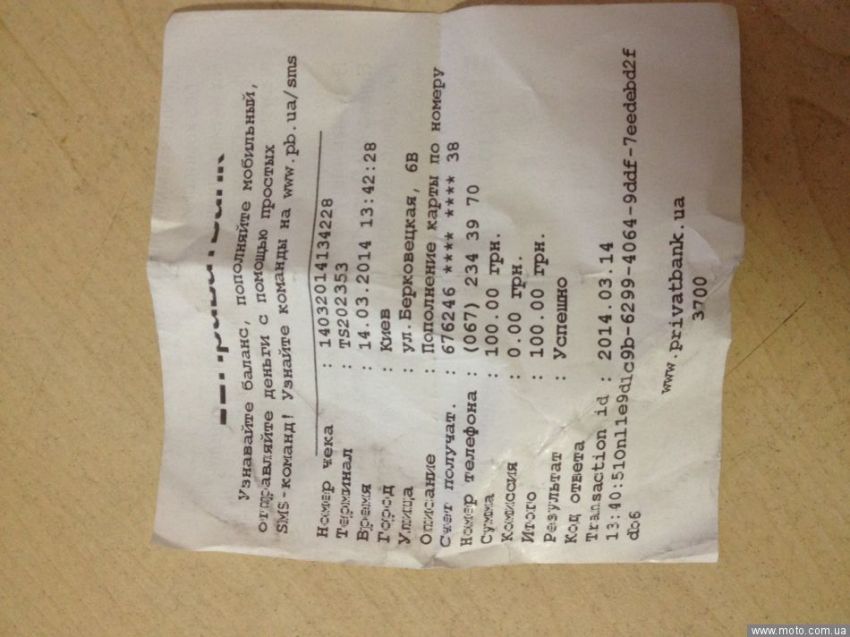 Узнавайте баланс, пополняйте мобильный,
отправляйте деньги с помощью простых
SMS-команд! Узнайте команды на www.pb.ua/sms
Номер чека : 14032014134228
Терминал : TS202353
Время : 14.03.2014 13:42:28
Город : Киев
Улица : ул.Берковецкая, 6В
Описание : Пополнение карты по номеру
Счет получат. : 676246 **** **** 38
Номер телефона : (067) 234 39 70
Сумма : 100.00 грн.
Комиссия : 0.00 грн.
Итого : 100.00 грн.
Результат : Успешно
Код ответа
Transaction id : 2014.03.14
13:40:51On11e9d1c9b-6299-4064-9ddf-7eedebd2f
db6
www.privatbank.ua
3700
www.moto.com.ua